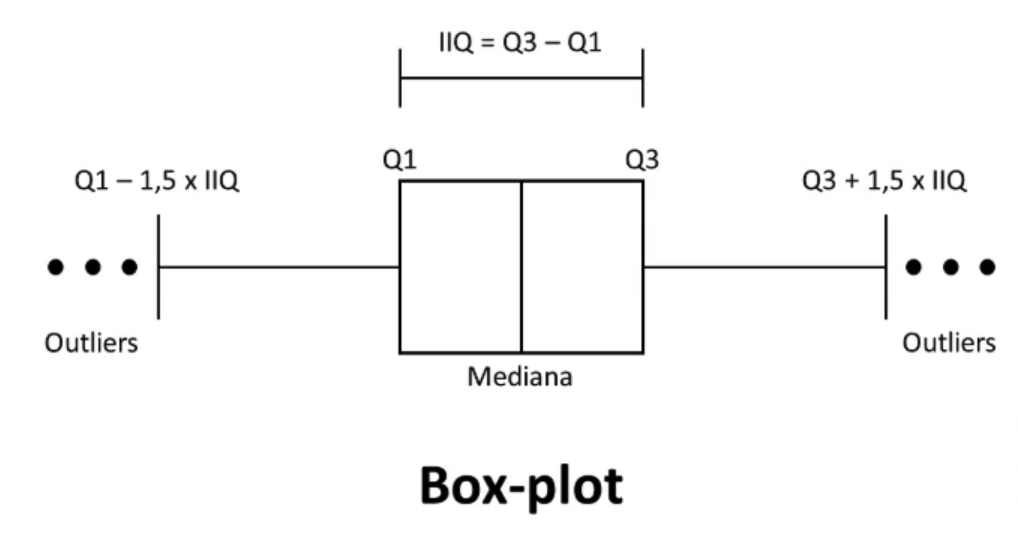 IIQ = Q3 – Q1
Q1
Q3
Q1 – 1,5 x IIQ
Q3 + 1,5 x IIQ
Outliers
Outliers
Mediana
Box-plot